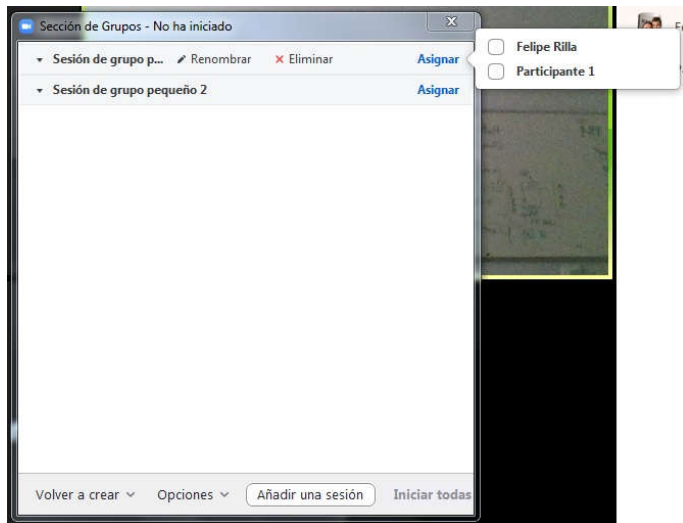 Sección de Grupos - No ha iniciado
Sesión de grupo p... Renombrar Eliminar Asignar
Felipe Rilla
Participante 1
Sesión de grupo pequeño 2 Asignar
Volver a crear Opciones Añadir una sesión Iniciar todas